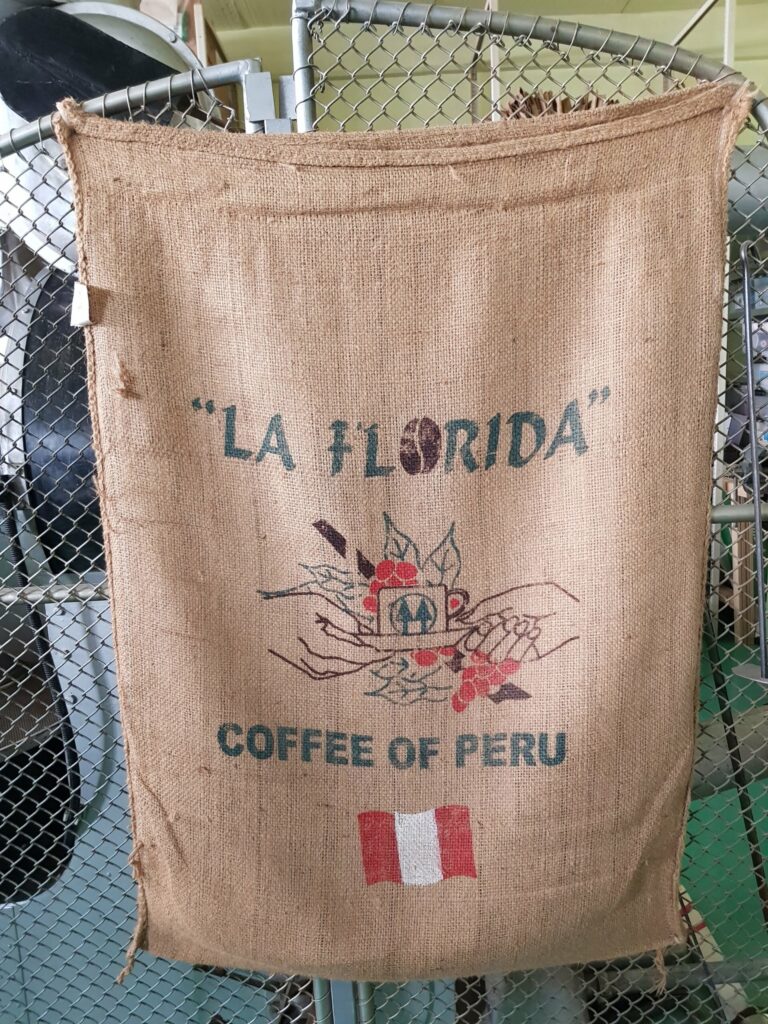 “LA FLORIDA”
COFFEE OF PERU